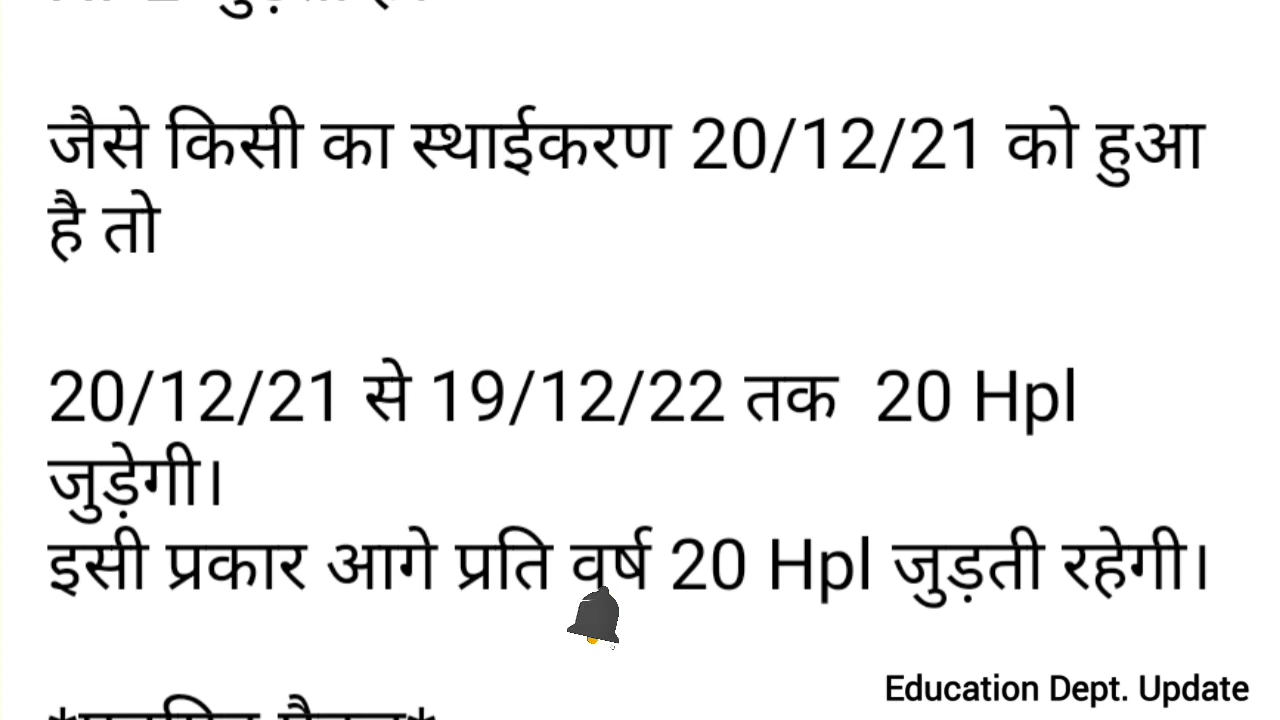 जैसे किसी का स्थाईकरण 20/12/21 को हुआ
है तो
20/12/21 से 19/12/22 तक 20 Hpl
जुड़ेगी।
इसी प्रकार आगे प्रति वर्ष 20 Hpl जुड़ती रहेगी।
Education Dept. Update